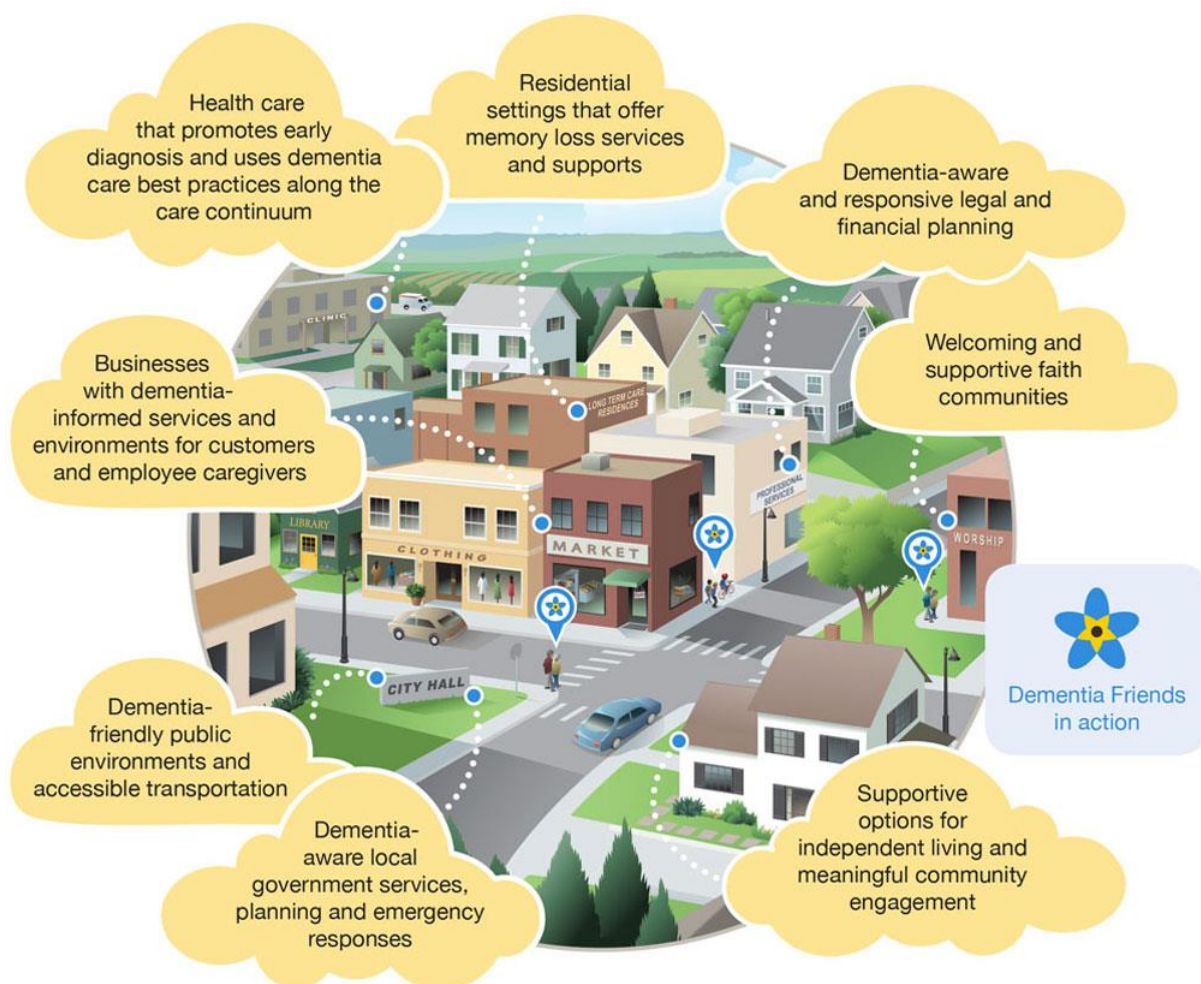 Health care
that promotes early
diagnosis and uses dementia
care best practices along the
care continuum
Residential
settings that offer
memory loss services
and supports
Dementia-aware
and responsive legal and
financial planning
Welcoming and
supportive faith
communities
Businesses
with dementia-
informed services and
environments for customers
and employee caregivers
CLINIC
LONG TERM CARE
RESIDENCES
PROFESSIONAL
SERVICES
LIBRARY
CLOTHING
MARKET
WORSHIP
CITY HALL
Dementia Friends
in action
Dementia-
friendly public
environments and
accessible transportation
Dementia-
aware local
government services,
planning and emergency
responses
Supportive
options for
independent living and
meaningful community
engagement